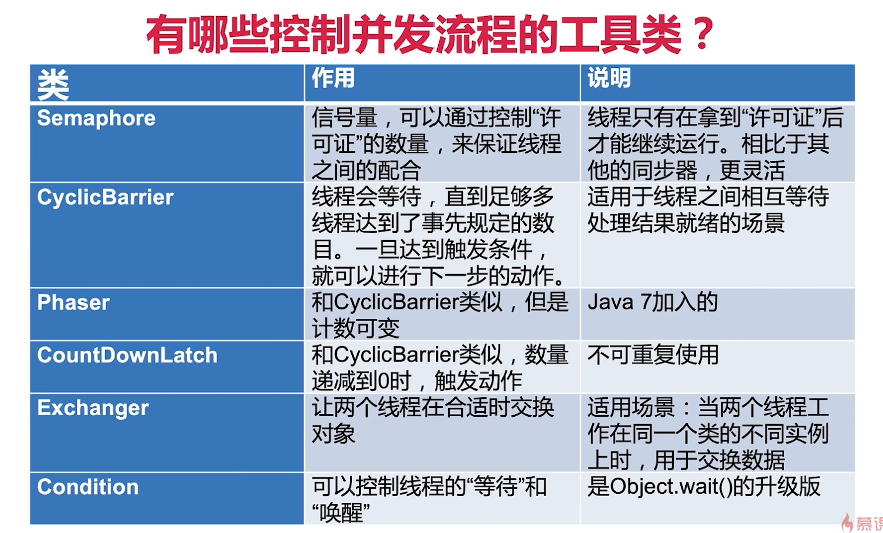 有哪些控制并发流程的工具类？
类
作用
说明
Semaphore
信号量，可以通过控制“许
可证”的数量，来保证线程
之间的配合
线程只有在拿到“许可证”后
才能继续运行。相比于其
他的同步器，更灵活
CyclicBarrier
线程会等待，直到足够多
线程达到了事先规定的数
目。一旦达到触发条件，
就可以进行下一步的动作。
适用于线程之间相互等待
处理结果就绪的场景
Phaser
和CyclicBarrier类似，但是
计数可变
Java 7加入的
CountDownLatch
和CyclicBarrier类似，数量
递减到0时，触发动作
不可重复使用
Exchanger
让两个线程在合适时交换
对象
适用场景：当两个线程工
作在同一个类的不同实例
上时，用于交换数据
Condition
可以控制线程的“等待”和
“唤醒”
是Object.wait()的升级版
慕